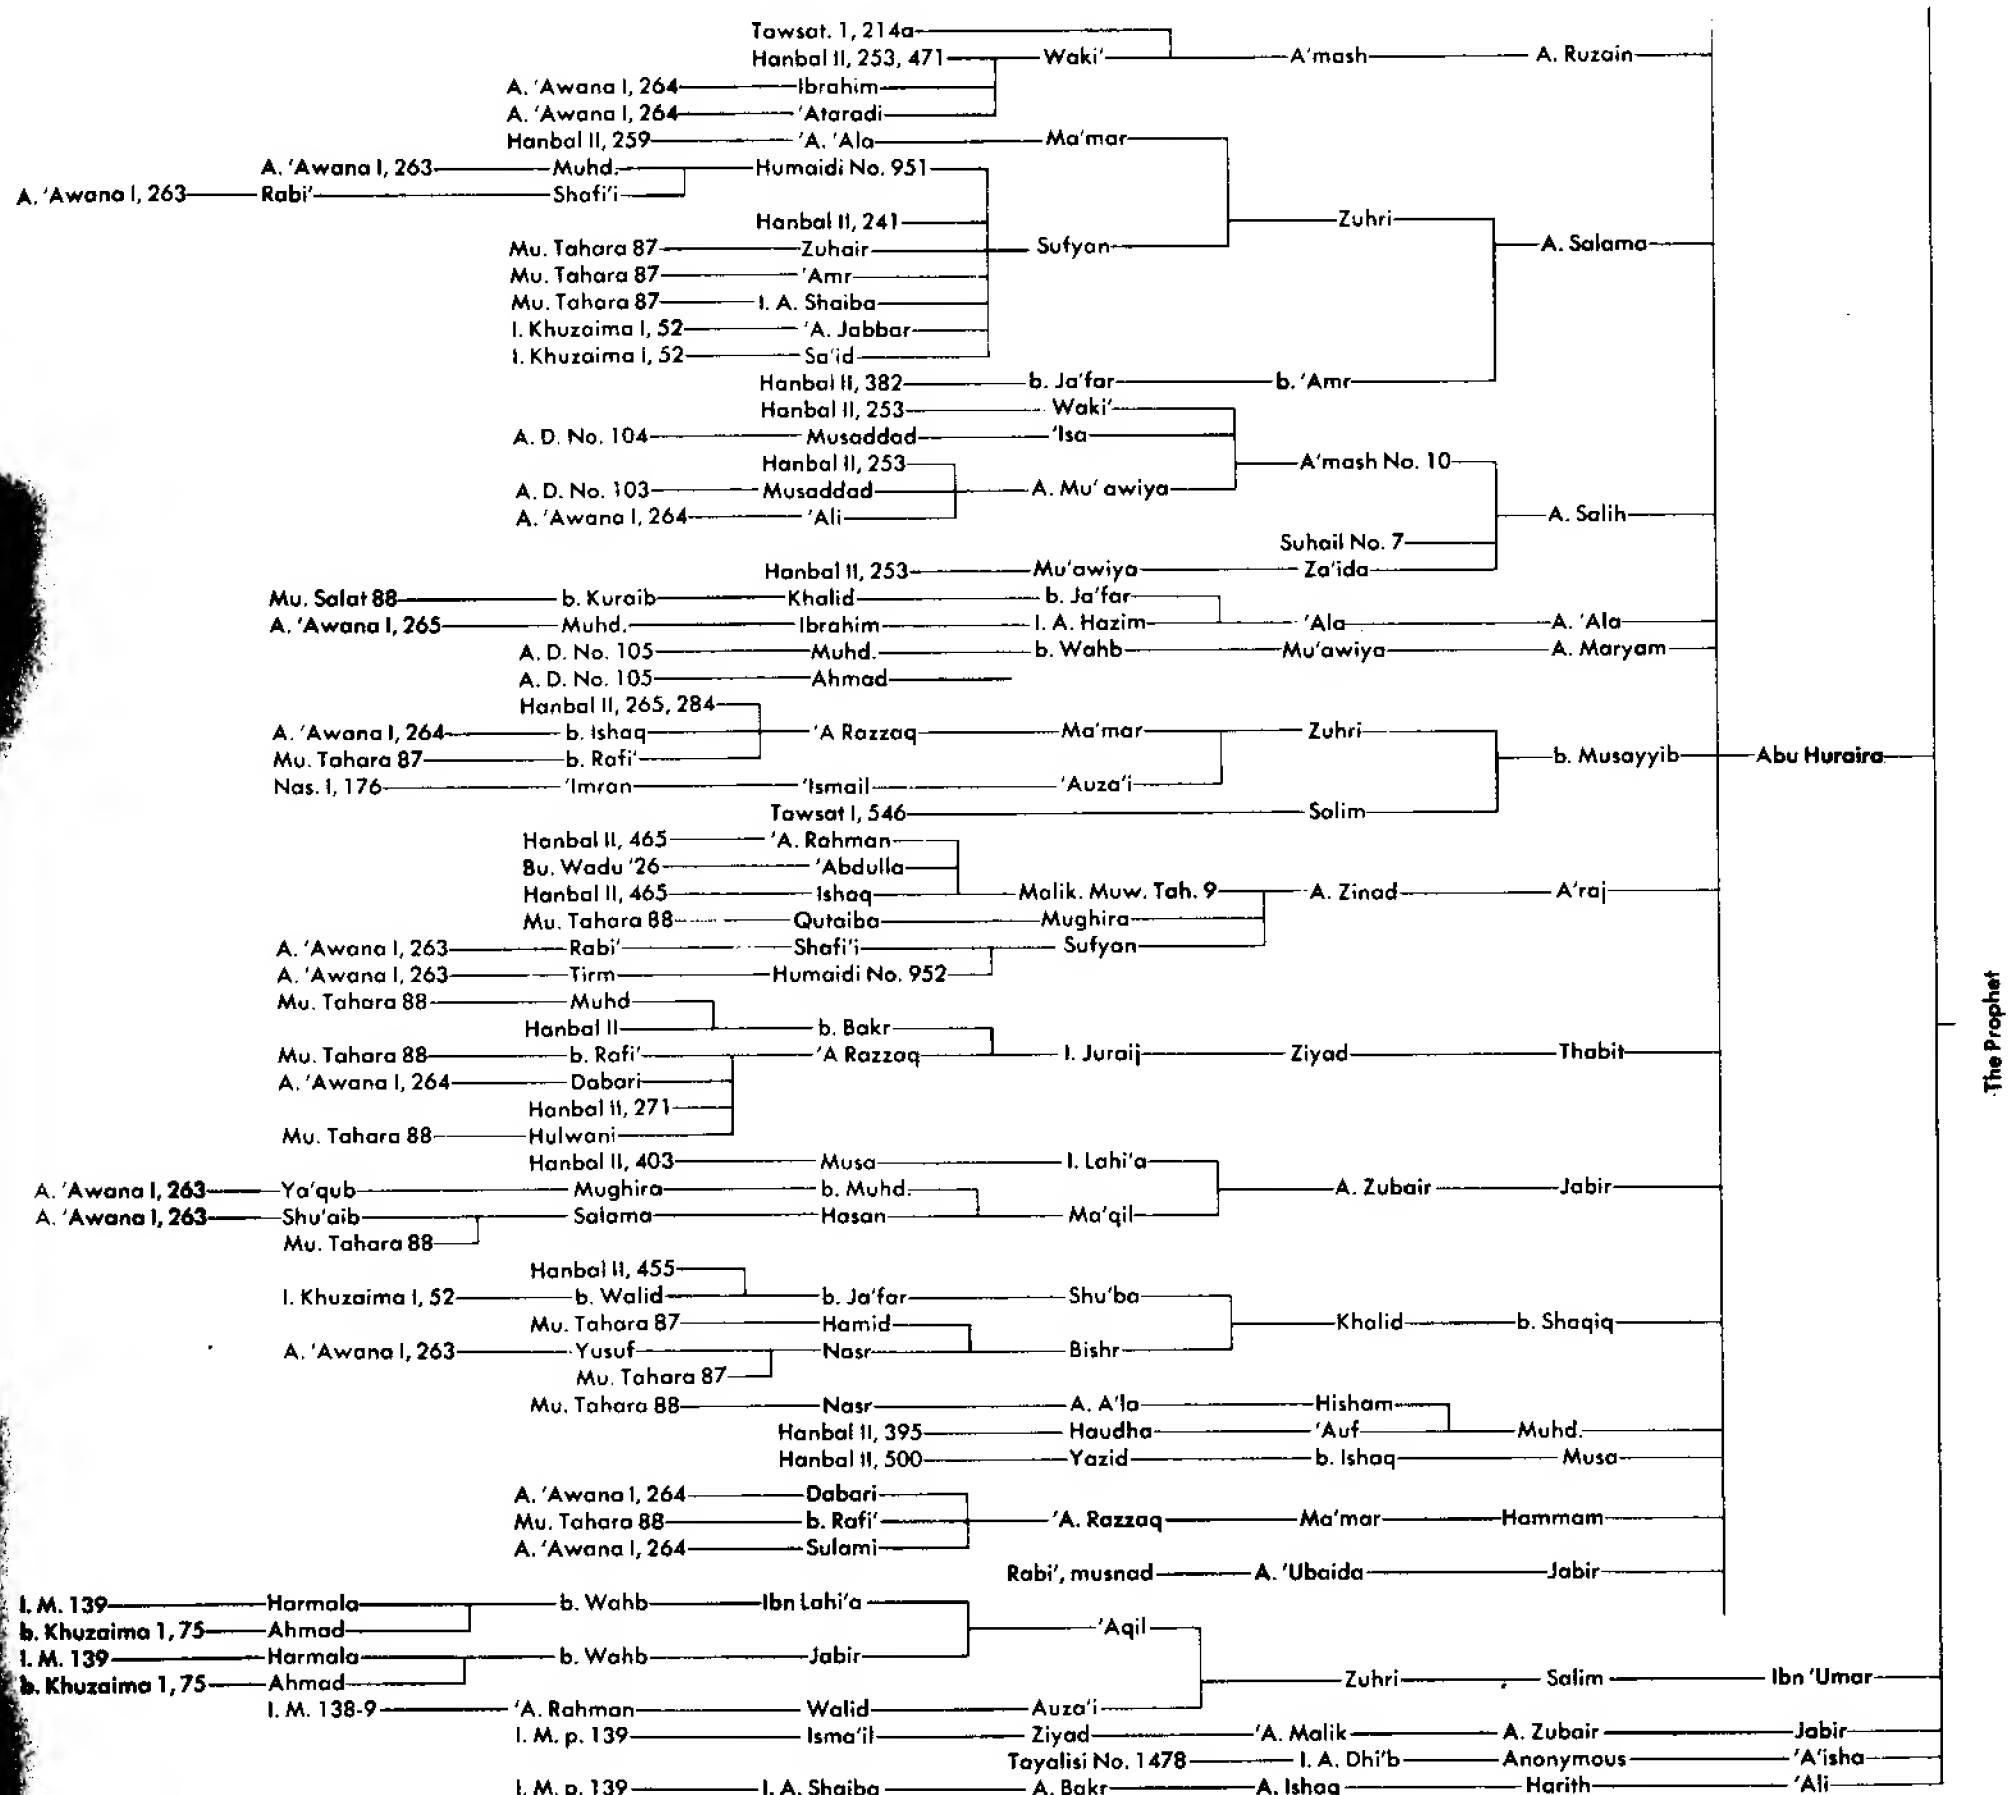 Tawsat. 1, 214a
Hanbal II, 253, 471 Waki' A'mash A. Ruzain
A. 'Awana I, 264 Ibrahim
A. 'Awana I, 264 'Ataradi
Hanbal II, 259 'A. 'Ala Ma'mar
A. 'Awana I, 263 Muhd. Humaidi No. 951
A. 'Awana I, 263 Rabi' Shafi'i
Hanbal II, 241 Zuhri
Mu. Tahara 87 Zuhair Sufyan A. Salama
Mu. Tahara 87 'Amr
Mu. Tahara 87 I. A. Shaiba
I. Khuzaima I, 52 'A. Jabbar
I. Khuzaima I, 52 Sa'id
Hanbal II, 382 b. Ja'far b. 'Amr
Hanbal II, 253 Waki'
A. D. No. 104 Musaddad 'Isa
Hanbal II, 253 A'mash No. 10
A. D. No. 103 Musaddad A. Mu'awiya
A. 'Awana I, 264 'Ali A. Salih
Suhail No. 7
Hanbal II, 253 Mu'awiya Za'ida
Mu. Salat 88 b. Kuraib Khalid b. Ja'far
A. 'Awana I, 265 Muhd. Ibrahim I. A. Hazim 'Ala A. 'Ala
A. D. No. 105 Muhd. b. Wahb Mu'awiya A. Maryam
A. D. No. 105 Ahmad
Hanbal II, 265, 284
A. 'Awana I, 264 b. Ishaq 'A Razzaq Ma'mar Zuhri
Mu. Tahara 87 b. Rafi' b. Musayyib Abu Huraira
Nas. I, 176 'Imran 'Ismail 'Auza'i
Tawsat I, 546 Salim
Hanbal II, 465 'A. Rahman
Bu. Wadu '26 'Abdulla
Hanbal II, 465 Ishaq Malik. Muw. Tah. 9 A. Zinad A'raj
Mu. Tahara 88 Qutaiba Mughira
A. 'Awana I, 263 Rabi' Shafi'i Sufyan
A. 'Awana I, 263 Tirm Humaidi No. 952
Mu. Tahara 88 Muhd
Hanbal II b. Bakr
The Prophet
Mu. Tahara 88 b. Rafi' 'A Razzaq I. Juraij Ziyad Thabit
A. 'Awana I, 264 Dabari
Hanbal II, 271
Mu. Tahara 88 Hulwani
Hanbal II, 403 Musa I. Lahi'a
A. 'Awana I, 263 Ya'qub Mughira b. Muhd. A. Zubair Jabir
A. 'Awana I, 263 Shu'aib Salama Hasan Ma'qil
Mu. Tahara 88
Hanbal II, 455
I. Khuzaima I, 52 b. Walid b. Ja'far Shu'ba
Mu. Tahara 87 Hamid Khalid b. Shaqiq
A. 'Awana I, 263 Yusuf Nasr Bishr
Mu. Tahara 87
Mu. Tahara 88 Nasr A. A'la Hisham
Hanbal II, 395 Haudha 'Auf Muhd.
Hanbal II, 500 Yazid b. Ishaq Musa
A. 'Awana I, 264 Dabari
Mu. Tahara 88 b. Rafi' 'A. Razzaq Ma'mar Hammam
A. 'Awana I, 264 Sulami
Rabi', musnad A. 'Ubaida Jabir
I. M. 139 Harmala b. Wahb Ibn Lahi'a
b. Khuzaima 1, 75 Ahmad 'Aqil
I. M. 139 Harmala b. Wahb Jabir
b. Khuzaima 1, 75 Ahmad Zuhri Salim Ibn 'Umar
I. M. 138-9 'A. Rahman Walid Auza'i
I. M. p. 139 Isma'il Ziyad 'A. Malik A. Zubair Jabir
Tayalisi No. 1478 I. A. Dhi'b Anonymous 'A'isha
I. M. p. 139 I. A. Shaiba A. Bakr A. Ishaq Harith 'Ali